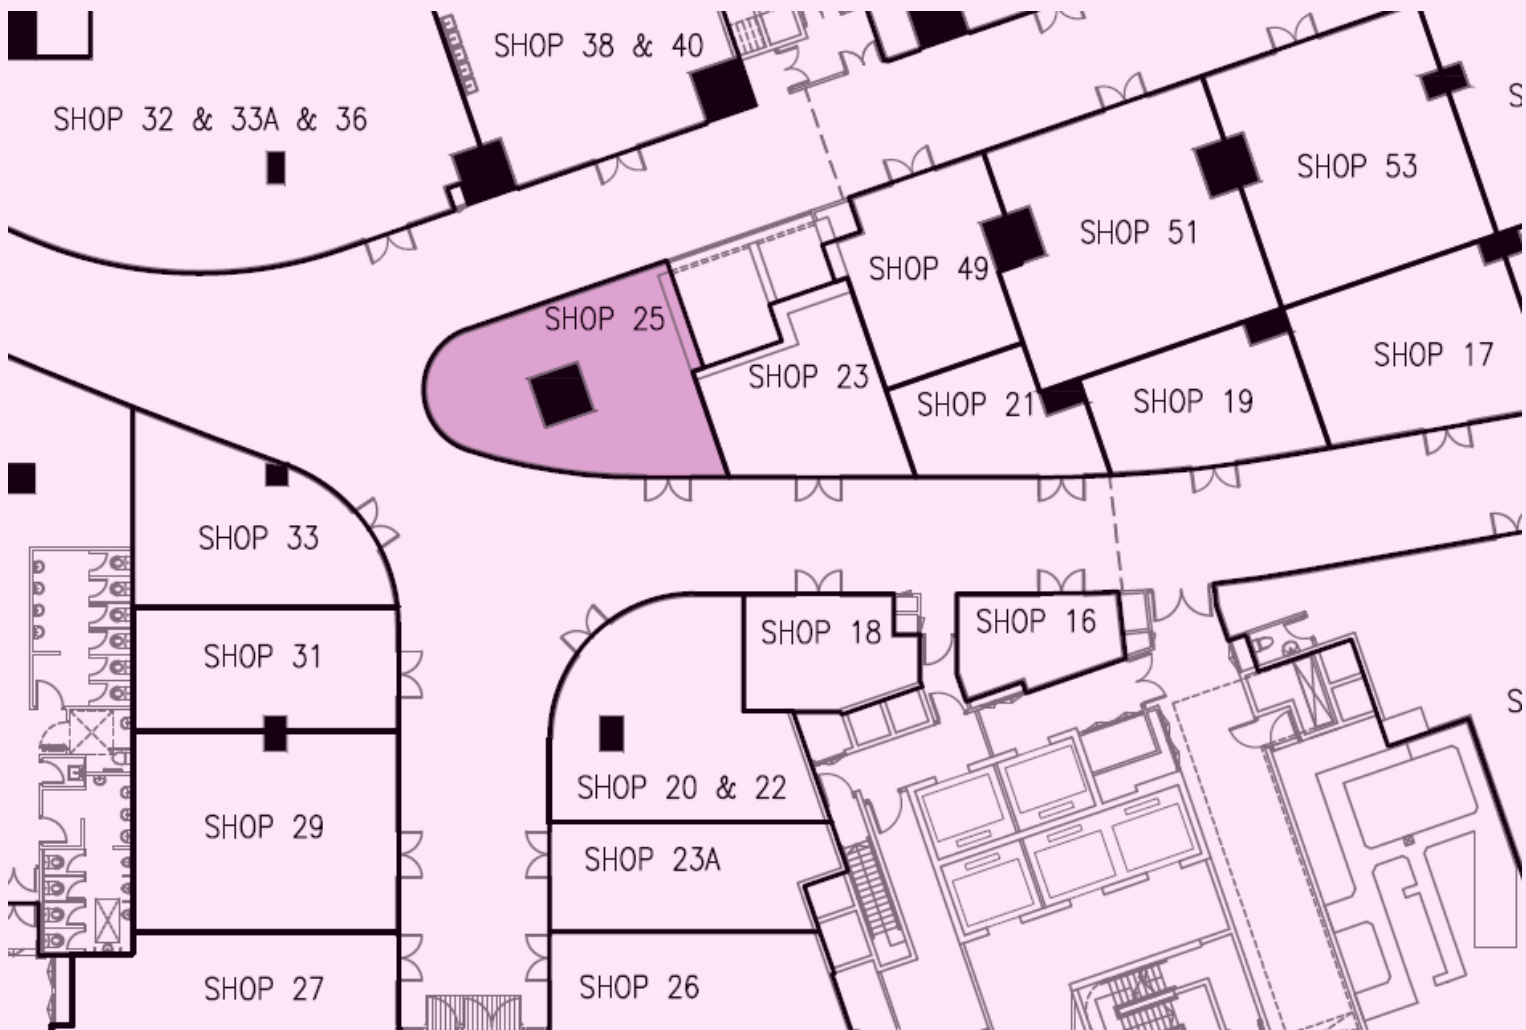 SHOP 38 & 40
SHOP 32 & 33A & 36
SHOP 53
SHOP 51
SHOP 49
SHOP 25
SHOP 17
SHOP 23
SHOP 21
SHOP 19
SHOP 33
SHOP 18
SHOP 16
SHOP 31
SHOP 20 & 22
SHOP 29
SHOP 23A
SHOP 26
SHOP 27
S
S